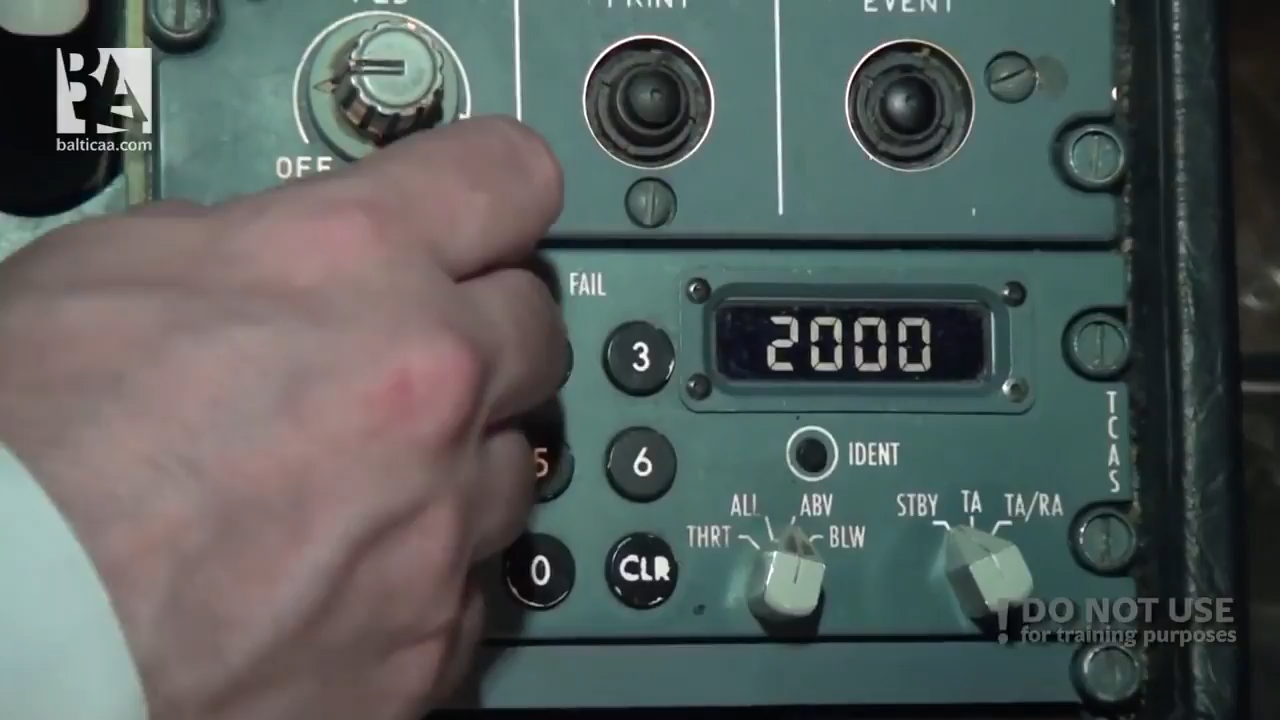 PRINT
EVENT
BA
balticaa.com
OFF
FAIL
3
2000
5
6
IDENT
TCAS
ALL
ABV
STBY
TA
TA/RA
THRT
BLW
0
CLR
! DO NOT USE
for training purposes